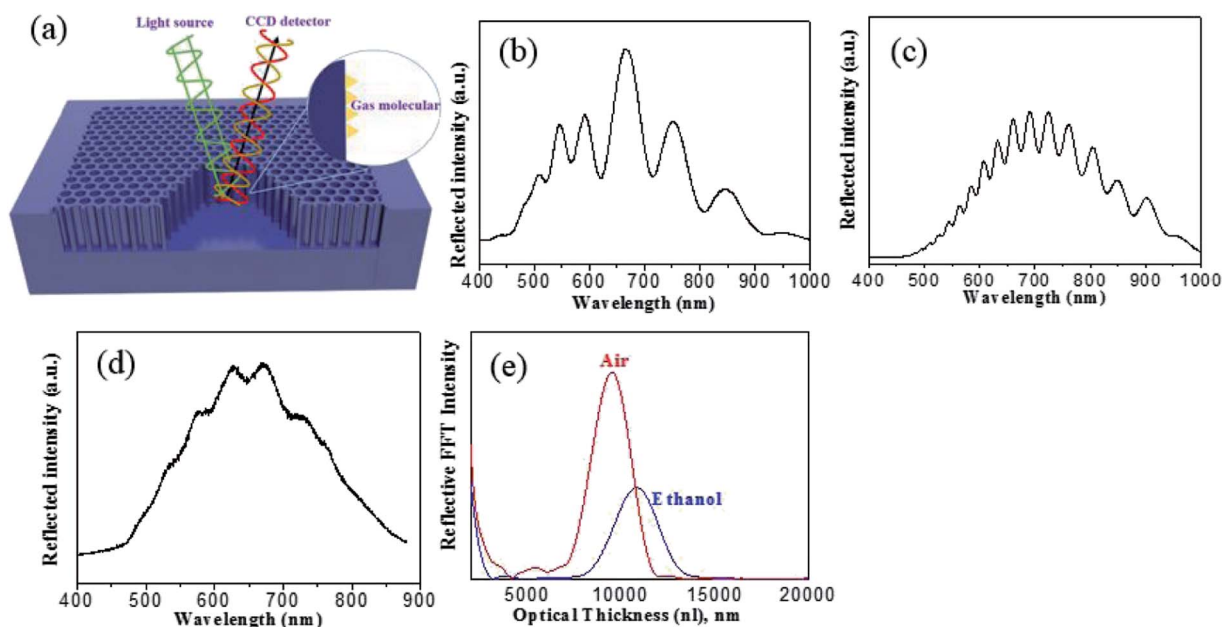 (a)
Light source
CCD detector
Gas molecular
(b)
Reflected intensity (a.u.)
400 500 600 700 800 900 1000
Wavelength (nm)
(c)
Reflected intensity (a.u.)
400 500 600 700 800 900 1000
Wavelength (nm)
(d)
Reflected intensity (a.u.)
400 500 600 700 800 900
Wavelength (nm)
(e)
Reflective FFT Intensity
Air
Ethanol
5000 10000 15000 20000
Optical Thickness (nl), nm